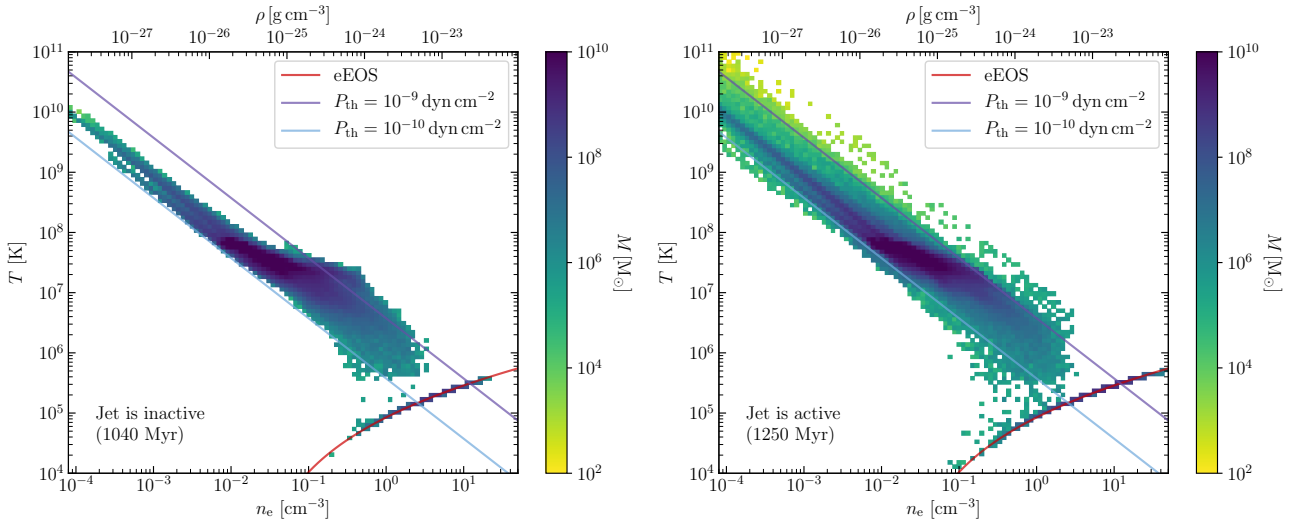 ρ [g cm⁻³]
10⁻²⁷ 10⁻²⁶ 10⁻²⁵ 10⁻²⁴ 10⁻²³
10¹¹
10¹⁰
10⁹
10⁸
10⁷
10⁶
10⁵
10⁴
T [K]
eEOS
P_th = 10⁻⁹ dyn cm⁻²
P_th = 10⁻¹⁰ dyn cm⁻²
Jet is inactive
(1040 Myr)
10⁻⁴ 10⁻³ 10⁻² 10⁻¹ 10⁰ 10¹
n_e [cm⁻³]
10¹⁰
10⁸
10⁶
10⁴
10²
M [M_⊙]
ρ [g cm⁻³]
10⁻²⁷ 10⁻²⁶ 10⁻²⁵ 10⁻²⁴ 10⁻²³
10¹¹
10¹⁰
10⁹
10⁸
10⁷
10⁶
10⁵
10⁴
T [K]
eEOS
P_th = 10⁻⁹ dyn cm⁻²
P_th = 10⁻¹⁰ dyn cm⁻²
Jet is active
(1250 Myr)
10⁻⁴ 10⁻³ 10⁻² 10⁻¹ 10⁰ 10¹
n_e [cm⁻³]
10¹⁰
10⁸
10⁶
10⁴
10²
M [M_⊙]